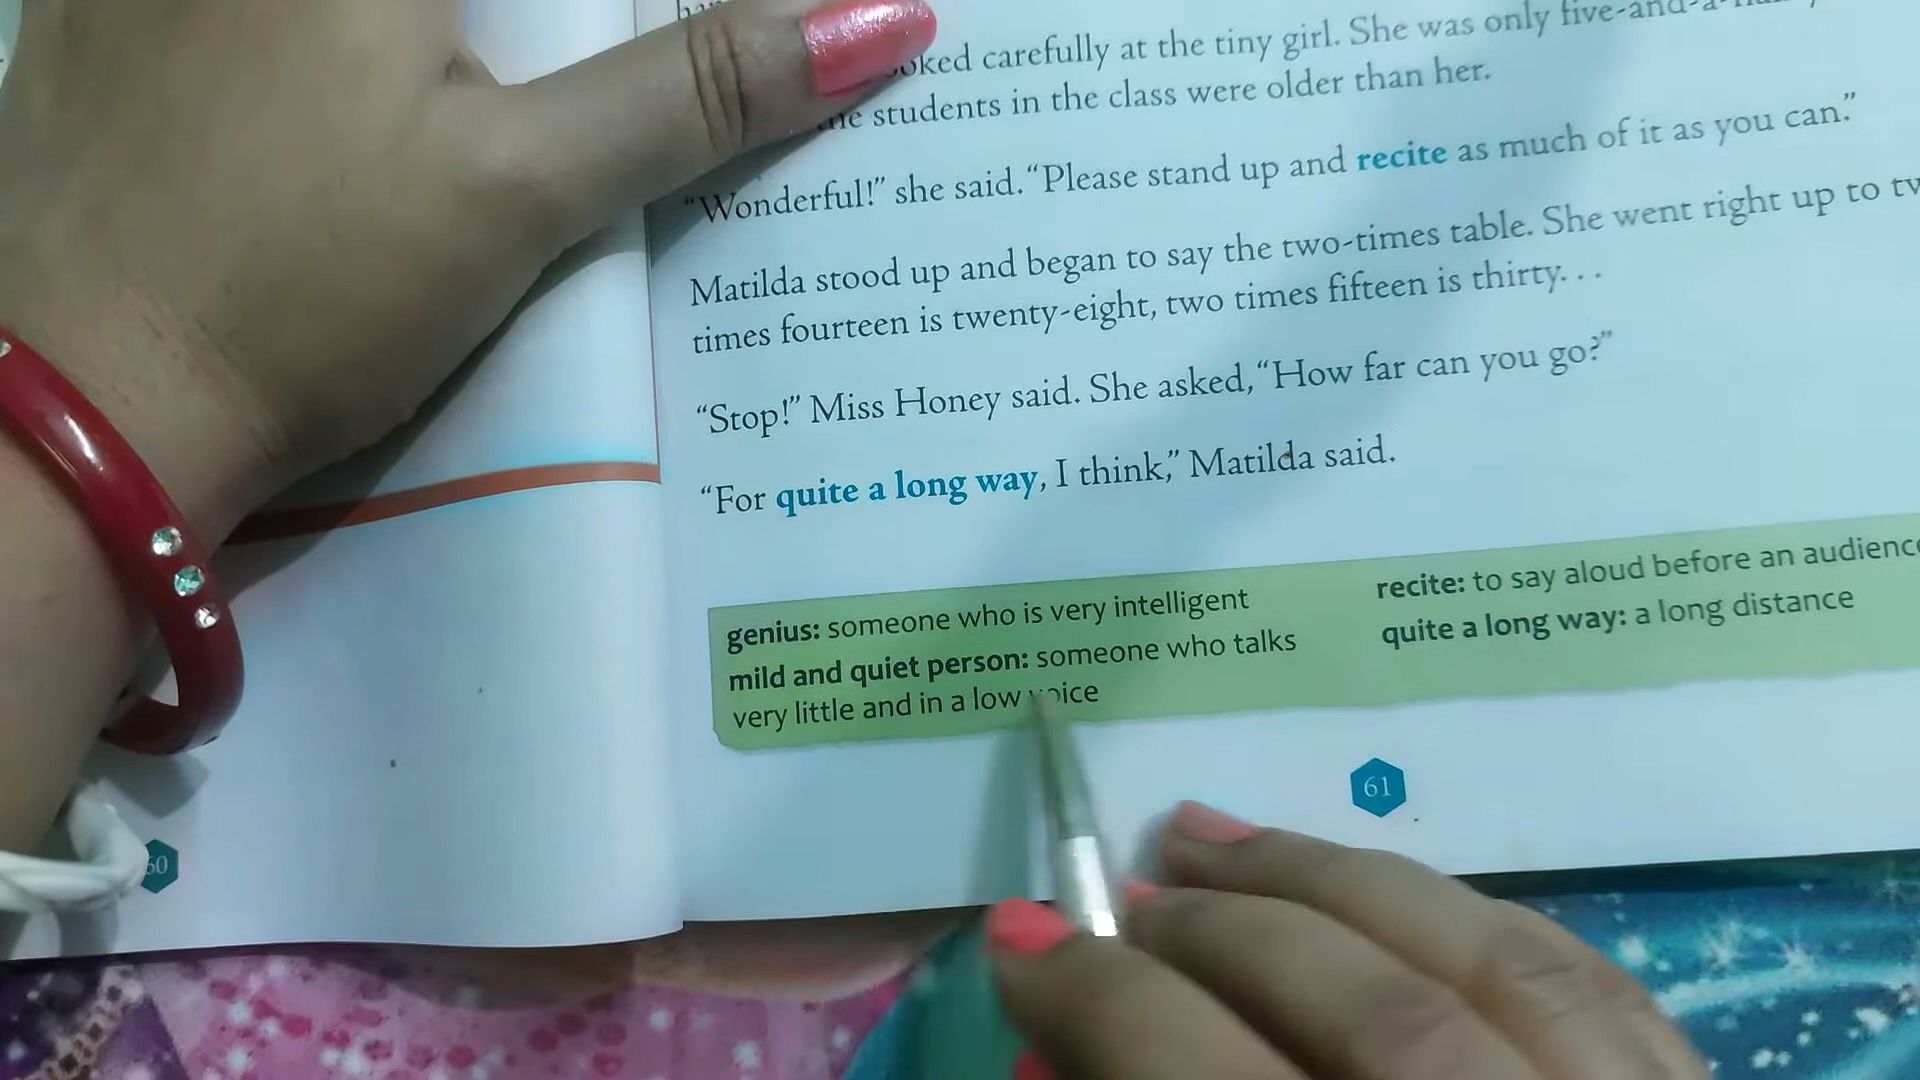 carefully at the tiny girl. She was only five-and-a-
students in the class were older than her.
“Wonderful!” she said. “Please stand up and recite as much of it as you can.”
Matilda stood up and began to say the two-times table. She went right up to
times fourteen is twenty-eight, two times fifteen is thirty. . .
“Stop!” Miss Honey said. She asked, “How far can you go?”
“For quite a long way, I think,” Matilda said.
genius: someone who is very intelligent
mild and quiet person: someone who talks
very little and in a low voice
recite: to say aloud before an audience
quite a long way: a long distance
61
60